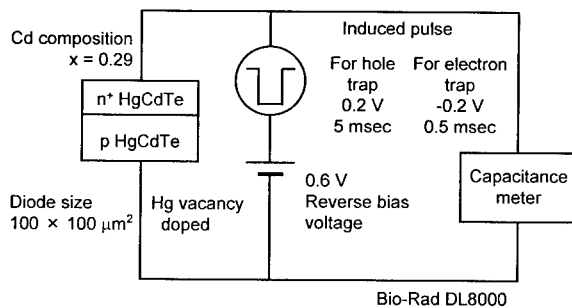 Cd composition
x = 0.29
n⁺ HgCdTe
p HgCdTe
Diode size
100 × 100 μm²
Hg vacancy
doped
Induced pulse
For hole
trap
0.2 V
5 msec
For electron
trap
-0.2 V
0.5 msec
0.6 V
Reverse bias
voltage
Capacitance
meter
Bio-Rad DL8000